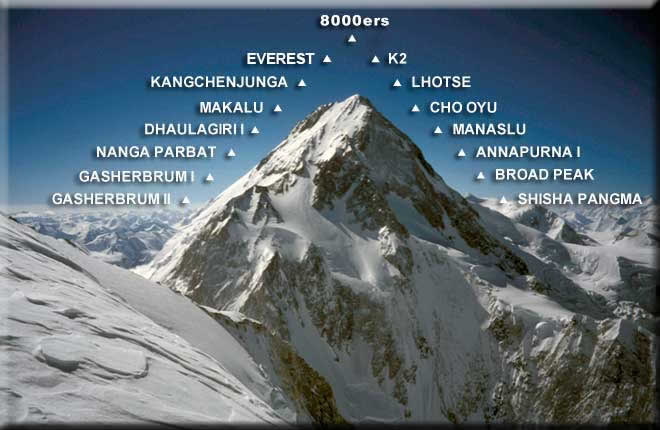 8000ers
EVEREST K2
KANGCHENJUNGA LHOTSE
MAKALU CHO OYU
DHAULAGIRI I MANASLU
NANGA PARBAT ANNAPURNA I
GASHERBRUM I BROAD PEAK
GASHERBRUM II SHISHA PANGMA